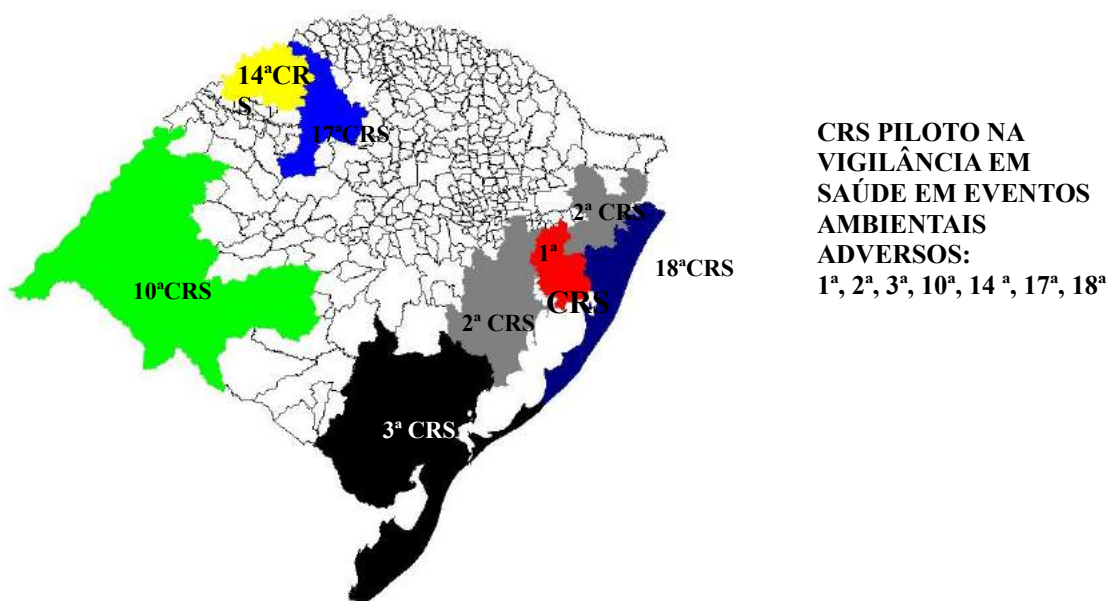 14ªCR
S
17ªCRS
2ª CRS
1ª
18ªCRS
10ªCRS
CRS
2ª CRS
3ª CRS
CRS PILOTO NA
VIGILÂNCIA EM
SAÚDE EM EVENTOS
AMBIENTAIS
ADVERSOS:
1ª, 2ª, 3ª, 10ª, 14 ª, 17ª, 18ª